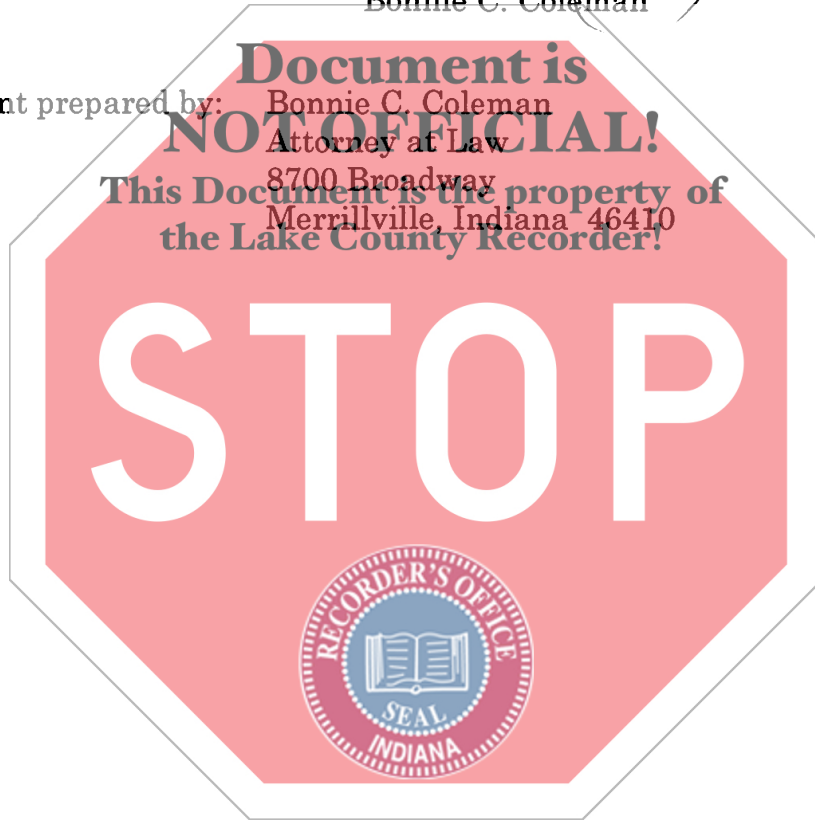 Bonnie C. Coleman
Document is
nt prepared by: Bonnie C. Coleman
NOT OFFICIAL!
Attorney at Law
This Document is the property of
8700 Broadway
Merrillville, Indiana 46410
the Lake County Recorder!
STOP
RECORDER'S OFFICE
SEAL
INDIANA